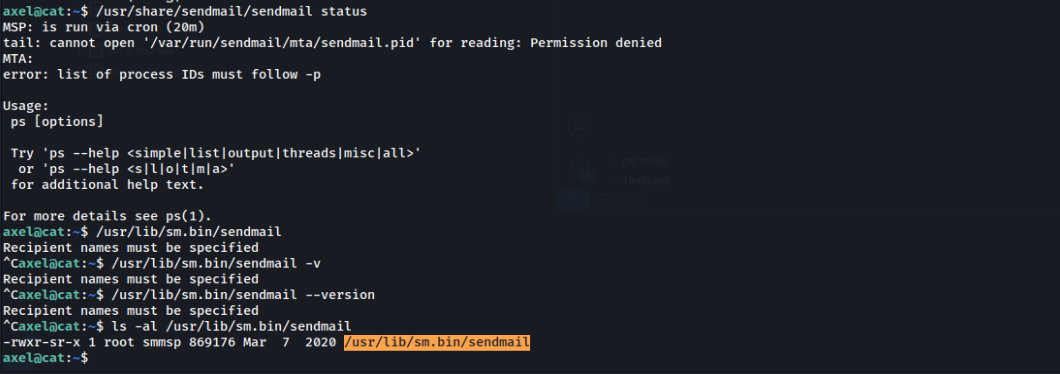 axel@cat:~$ /usr/share/sendmail/sendmail status
MSP: is run via cron (20m)
tail: cannot open '/var/run/sendmail/mta/sendmail.pid' for reading: Permission denied
MTA:
error: list of process IDs must follow -p

Usage:
 ps [options]

 Try 'ps --help <simple|list|output|threads|misc|all>'
  or 'ps --help <s|l|o|t|m|a>'
 for additional help text.

For more details see ps(1).
axel@cat:~$ /usr/lib/sm.bin/sendmail
Recipient names must be specified
^Caxel@cat:~$ /usr/lib/sm.bin/sendmail -v
Recipient names must be specified
^Caxel@cat:~$ /usr/lib/sm.bin/sendmail --version
Recipient names must be specified
^Caxel@cat:~$ ls -al /usr/lib/sm.bin/sendmail
-rwxr-sr-x 1 root smmsp 869176 Mar  7  2020 /usr/lib/sm.bin/sendmail
axel@cat:~$
OUTLINE
TIMELINE